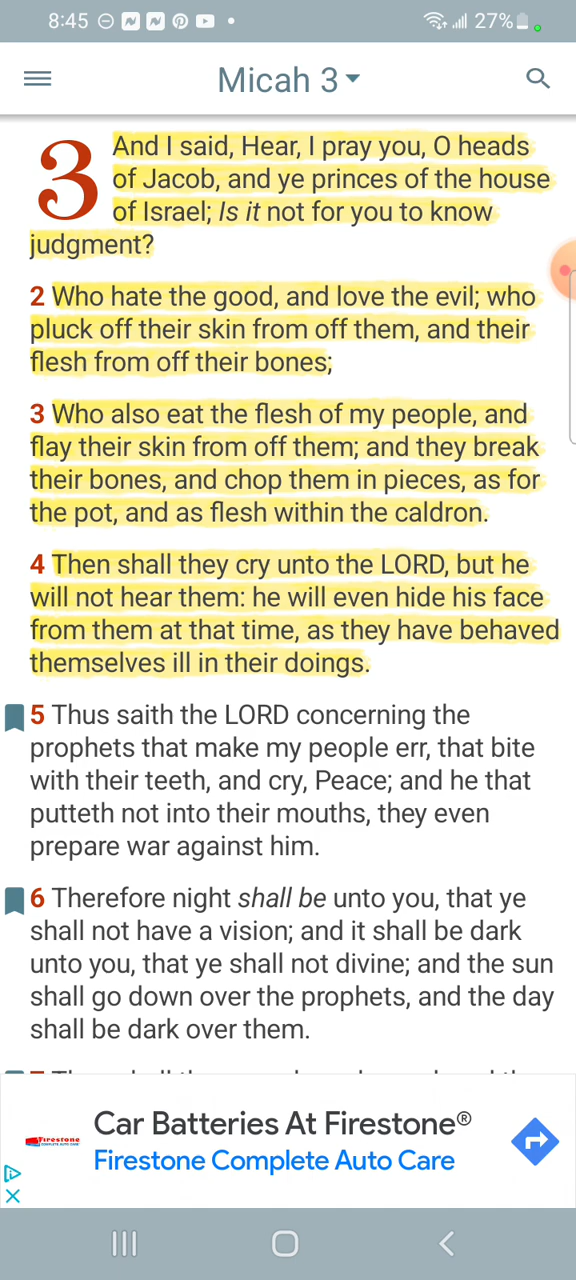 8:45
27%
Micah 3
3 And I said, Hear, I pray you, O heads
of Jacob, and ye princes of the house
of Israel; Is it not for you to know
judgment?
2 Who hate the good, and love the evil; who
pluck off their skin from off them, and their
flesh from off their bones;
3 Who also eat the flesh of my people, and
flay their skin from off them; and they break
their bones, and chop them in pieces, as for
the pot, and as flesh within the caldron.
4 Then shall they cry unto the LORD, but he
will not hear them: he will even hide his face
from them at that time, as they have behaved
themselves ill in their doings.
5 Thus saith the LORD concerning the
prophets that make my people err, that bite
with their teeth, and cry, Peace; and he that
putteth not into their mouths, they even
prepare war against him.
6 Therefore night shall be unto you, that ye
shall not have a vision; and it shall be dark
unto you, that ye shall not divine; and the sun
shall go down over the prophets, and the day
shall be dark over them.
Car Batteries At Firestone®
Firestone
COMPLETE AUTO CARE
Firestone Complete Auto Care